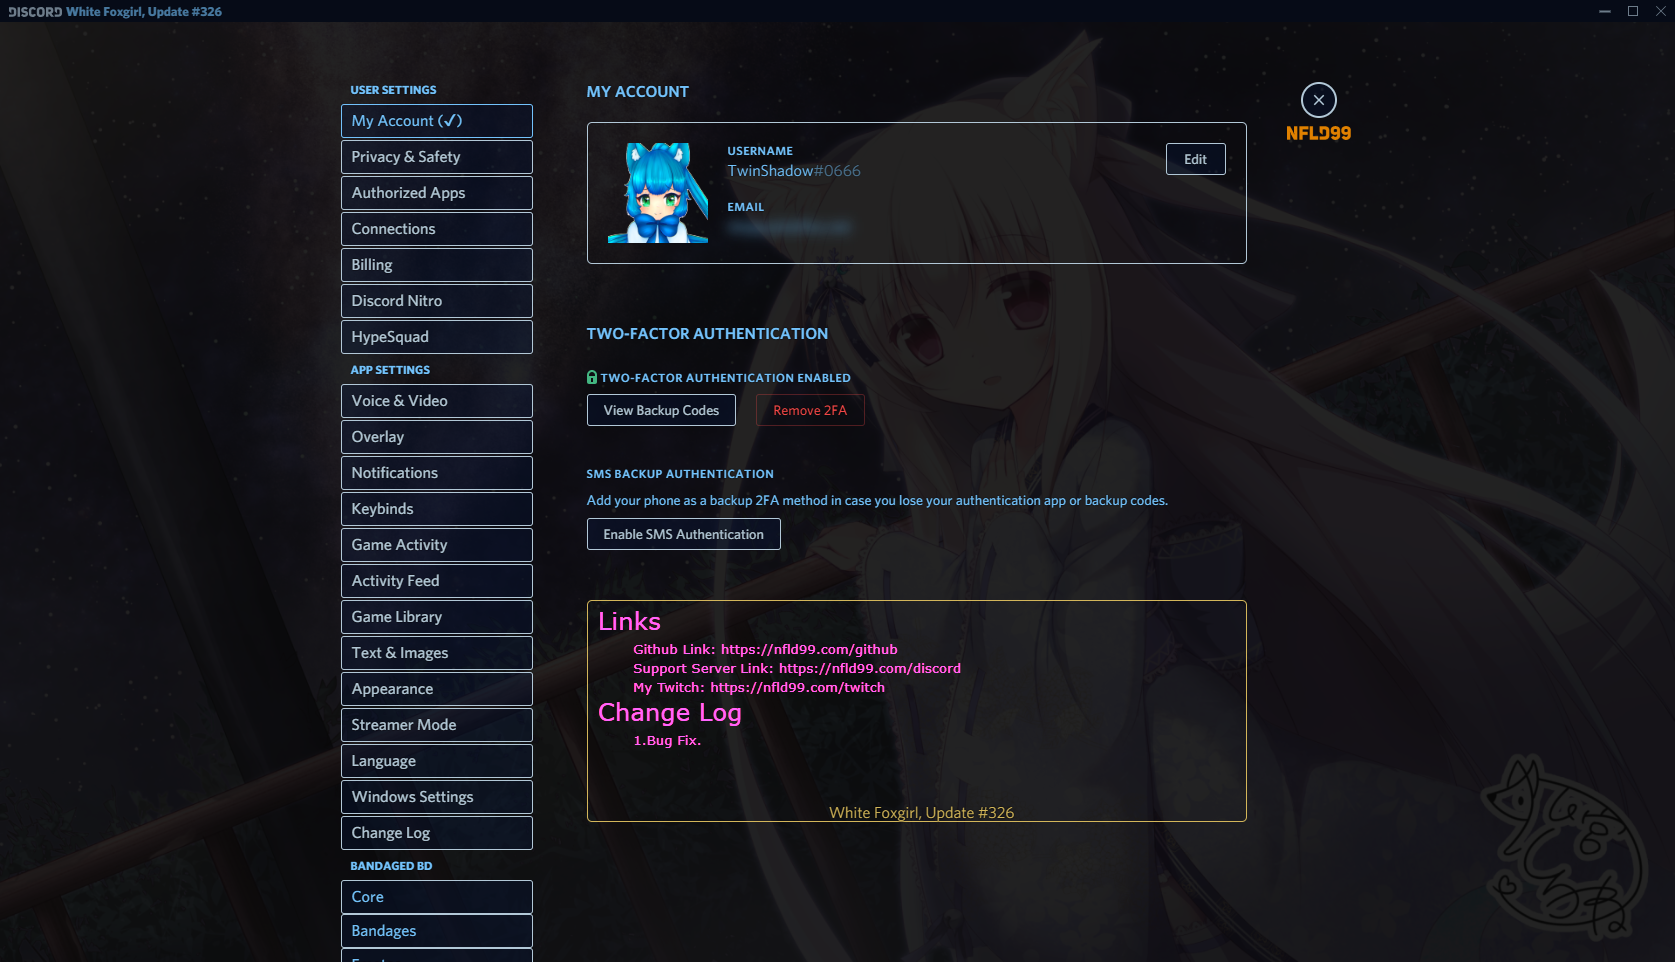 DISCORD White Foxgirl, Update #326
USER SETTINGS
My Account (✓)
Privacy & Safety
Authorized Apps
Connections
Billing
Discord Nitro
HypeSquad
APP SETTINGS
Voice & Video
Overlay
Notifications
Keybinds
Game Activity
Activity Feed
Game Library
Text & Images
Appearance
Streamer Mode
Language
Windows Settings
Change Log
BANDAGED BD
Core
Bandages
MY ACCOUNT
USERNAME
TwinShadow#0666
Edit
EMAIL
NFLD99
TWO-FACTOR AUTHENTICATION
TWO-FACTOR AUTHENTICATION ENABLED
View Backup Codes
Remove 2FA
SMS BACKUP AUTHENTICATION
Add your phone as a backup 2FA method in case you lose your authentication app or backup codes.
Enable SMS Authentication
Links
Github Link: https://nfld99.com/github
Support Server Link: https://nfld99.com/discord
My Twitch: https://nfld99.com/twitch
Change Log
1.Bug Fix.
White Foxgirl, Update #326